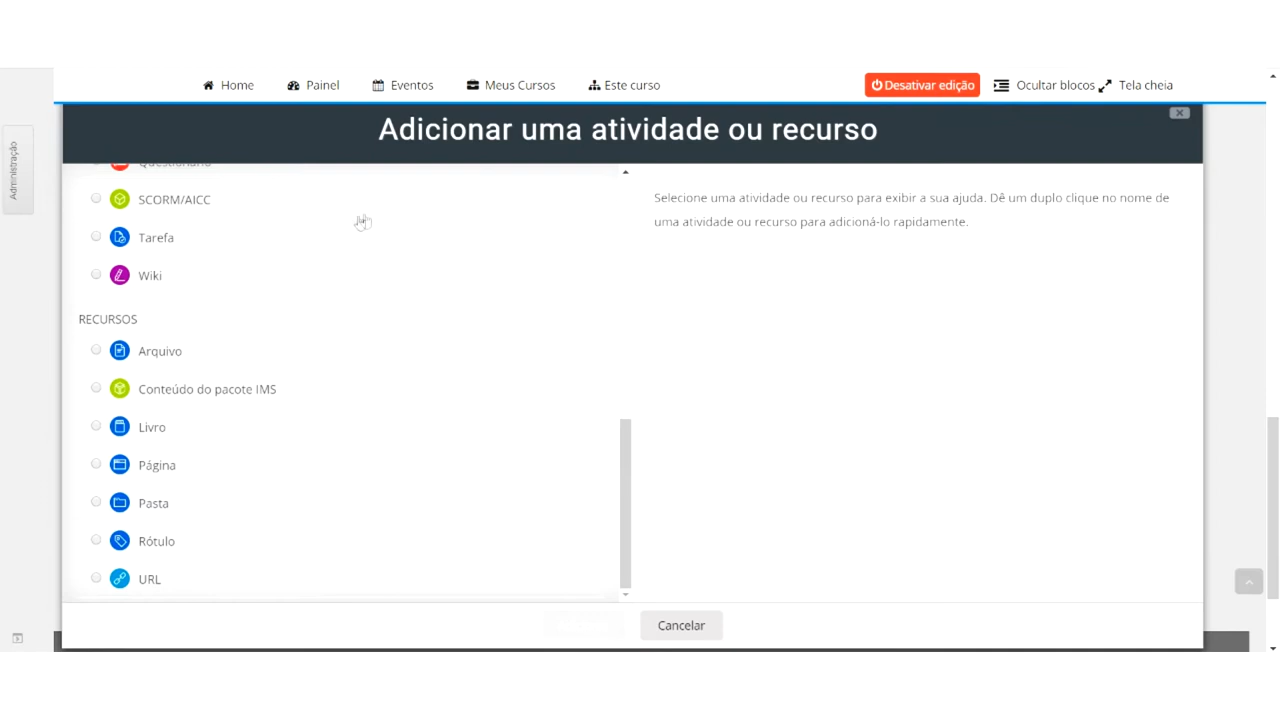 Home Painel Eventos Meus Cursos Este curso Desativar edição Ocultar blocos Tela cheia
Administração
Adicionar uma atividade ou recurso
Questionário
SCORM/AICC
Tarefa
Wiki
RECURSOS
Arquivo
Conteúdo do pacote IMS
Livro
Página
Pasta
Rótulo
URL
Selecione uma atividade ou recurso para exibir a sua ajuda. Dê um duplo clique no nome de
uma atividade ou recurso para adicioná-lo rapidamente.
Cancelar